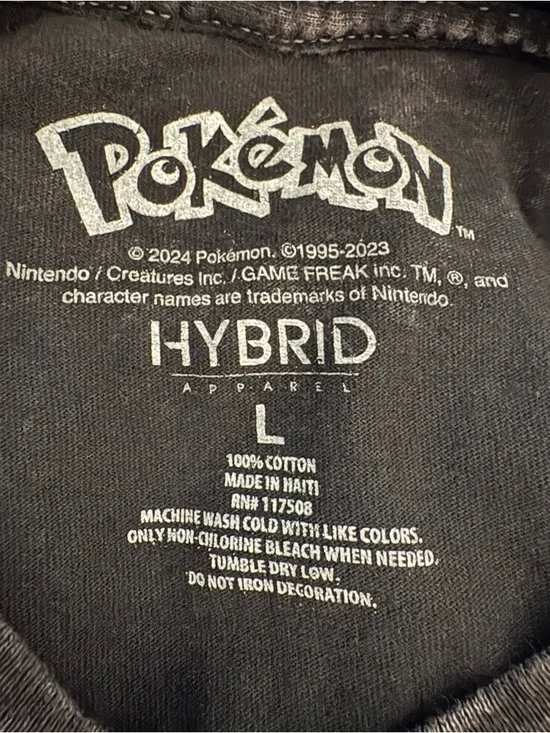 POKéMON™
© 2024 Pokémon. ©1995-2023
Nintendo / Creatures Inc. / GAME FREAK inc. TM, ®, and
character names are trademarks of Nintendo.
HYBRID
APPAREL
L
100% COTTON
MADE IN HAITI
RN# 117508
MACHINE WASH COLD WITH LIKE COLORS.
ONLY NON-CHLORINE BLEACH WHEN NEEDED.
TUMBLE DRY LOW.
DO NOT IRON DECORATION.